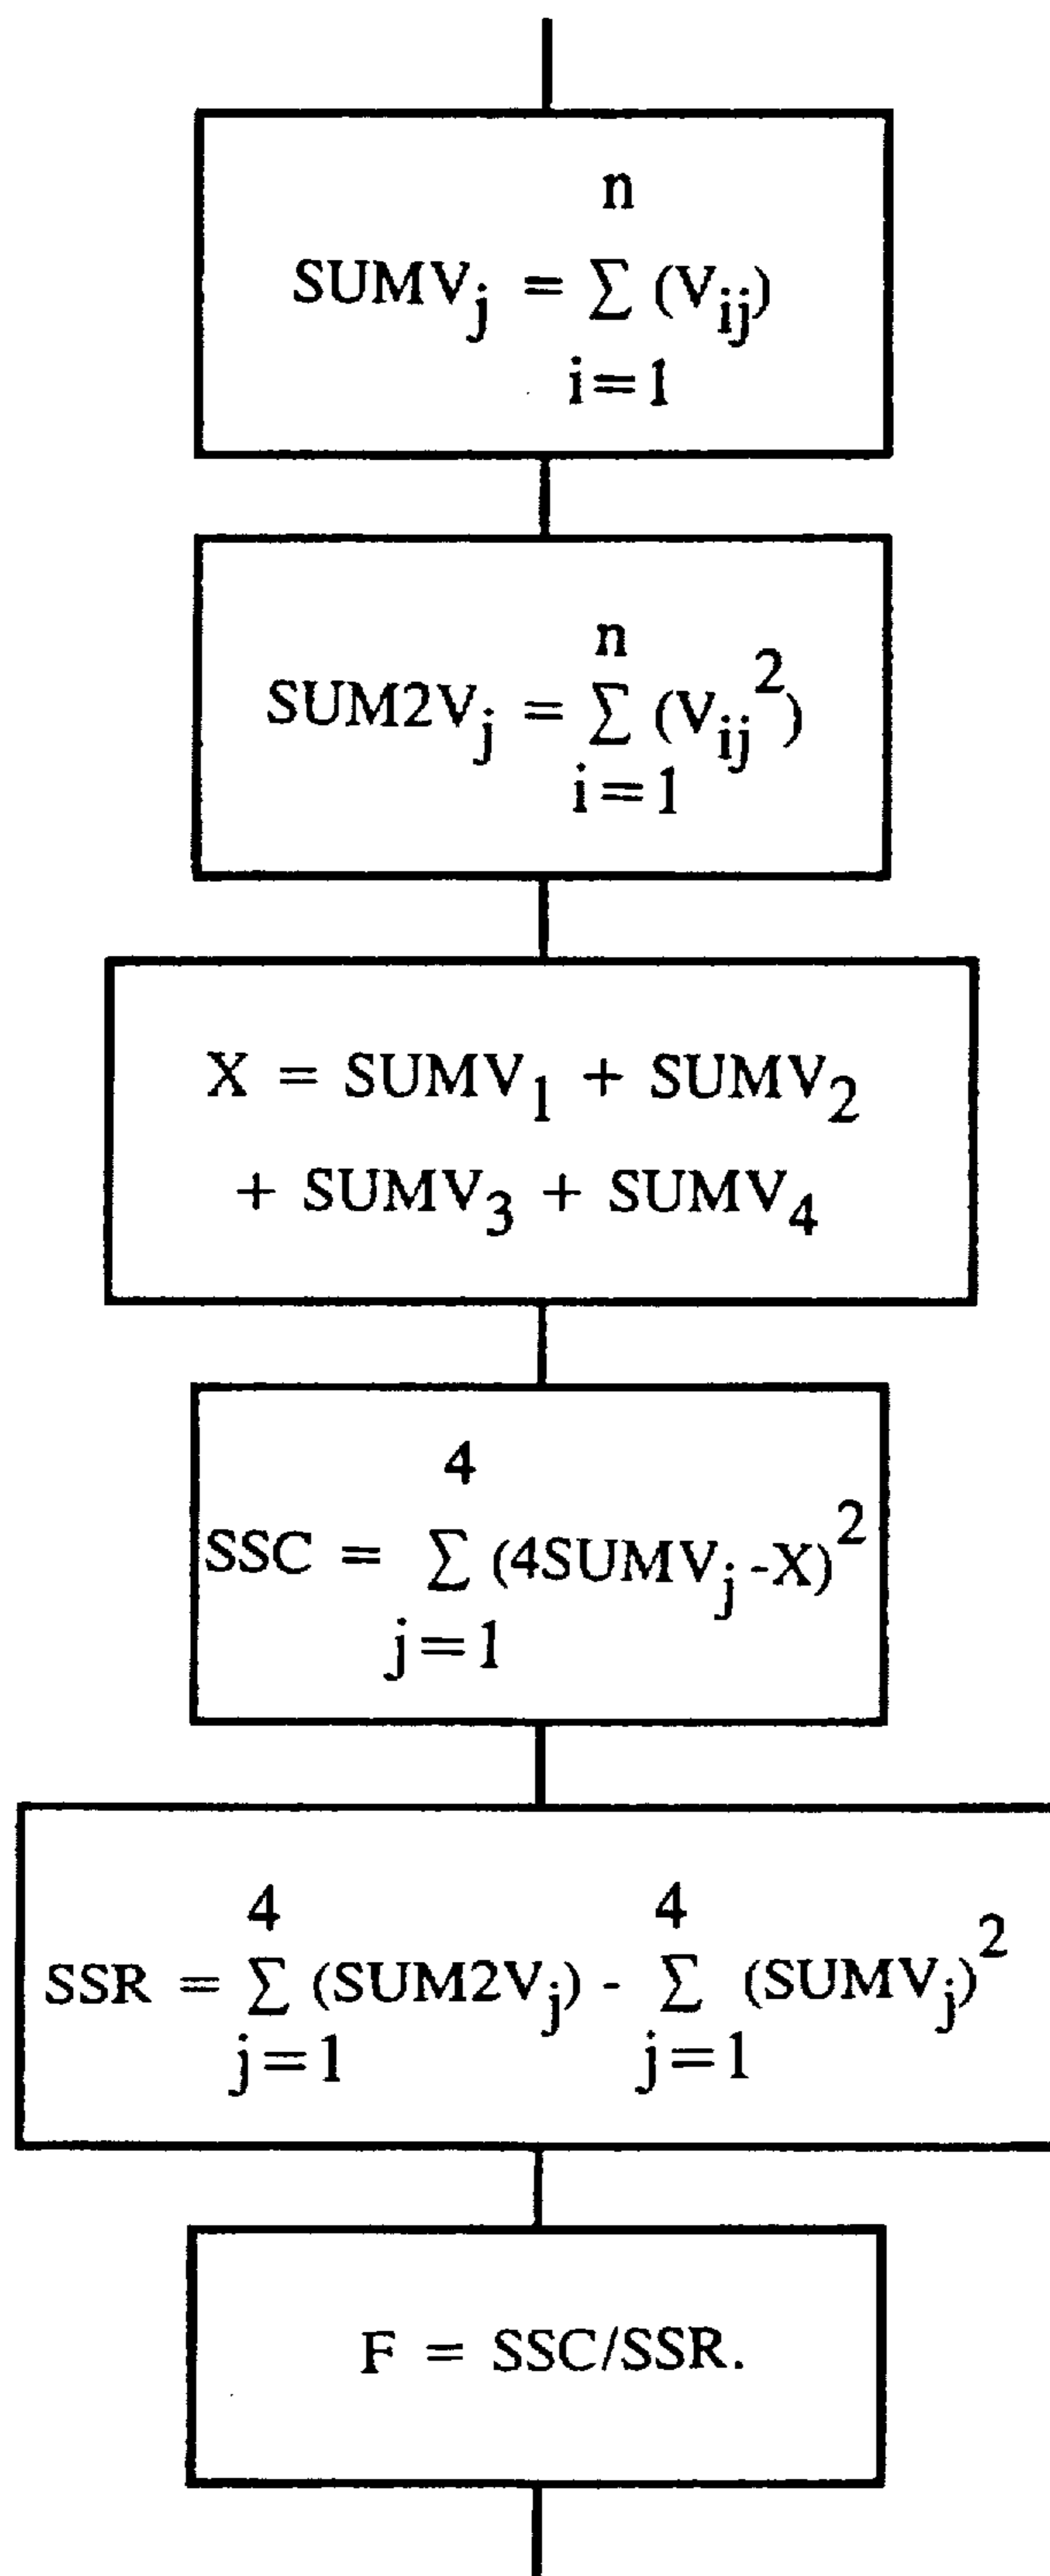 n
SUMVj = ∑ (Vij)
i=1
n
SUM2Vj = ∑ (Vij²)
i=1
X = SUMV1 + SUMV2
+ SUMV3 + SUMV4
4
SSC = ∑ (4SUMVj -X)²
j=1
4 4
SSR = ∑ (SUM2Vj) - ∑ (SUMVj)²
j=1 j=1
F = SSC/SSR.